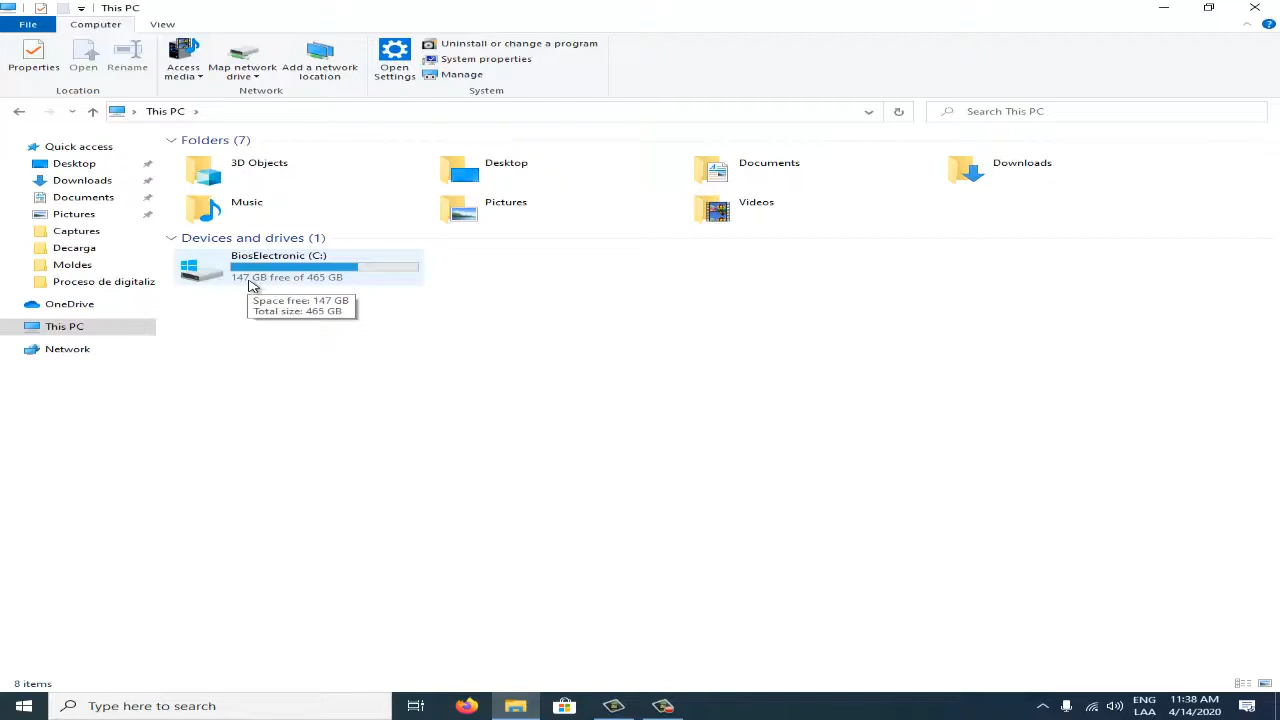 This PC
File Computer View
Properties Open Rename Access media Map network drive Add a network location Open Settings Uninstall or change a program
System properties
Manage
Location Network System
This PC Search This PC
Quick access
Desktop
Downloads
Documents
Pictures
Captures
Decarga
Moldes
Proceso de digitaliz
OneDrive
This PC
Network
Folders (7)
3D Objects Desktop Documents Downloads
Music Pictures Videos
Devices and drives (1)
BiosElectronic (C:)
147 GB free of 465 GB
Space free: 147 GB
Total size: 465 GB
8 items
Type here to search
ENG 11:38 AM
LAA 4/14/2020